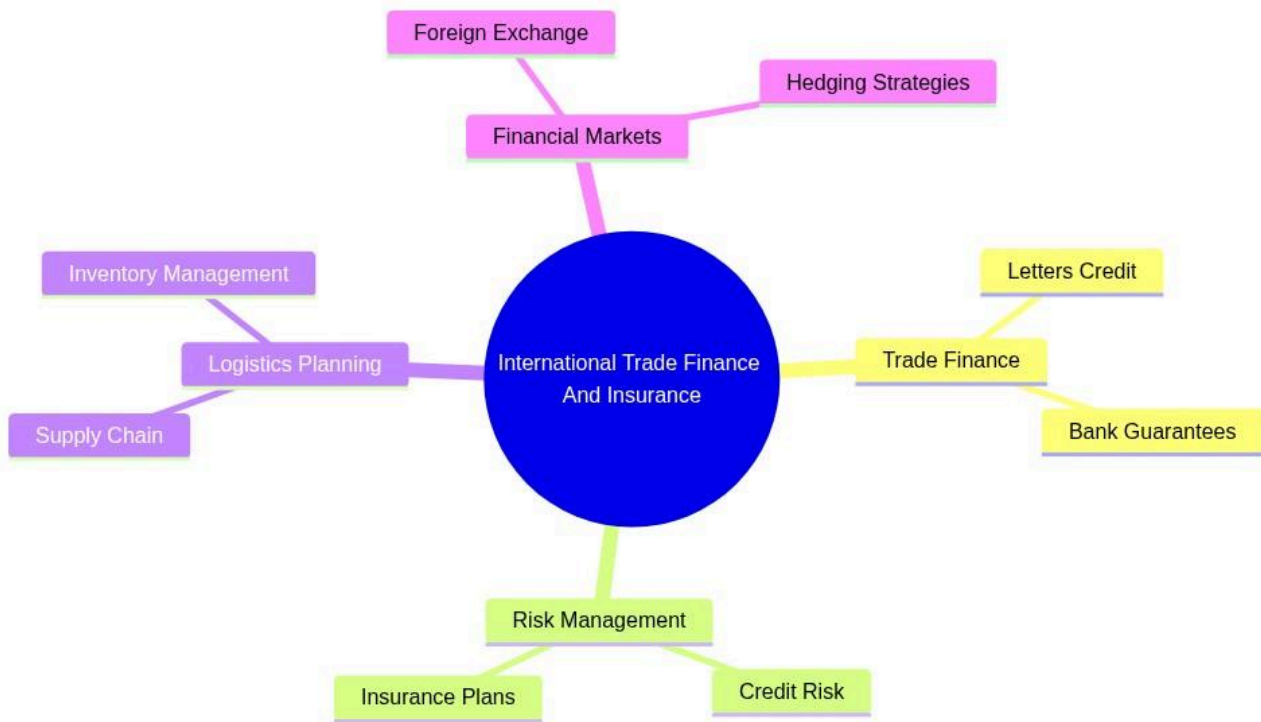 Foreign Exchange
Hedging Strategies
Financial Markets
Inventory Management
Letters Credit
Logistics Planning
International Trade Finance
And Insurance
Trade Finance
Supply Chain
Bank Guarantees
Risk Management
Insurance Plans
Credit Risk